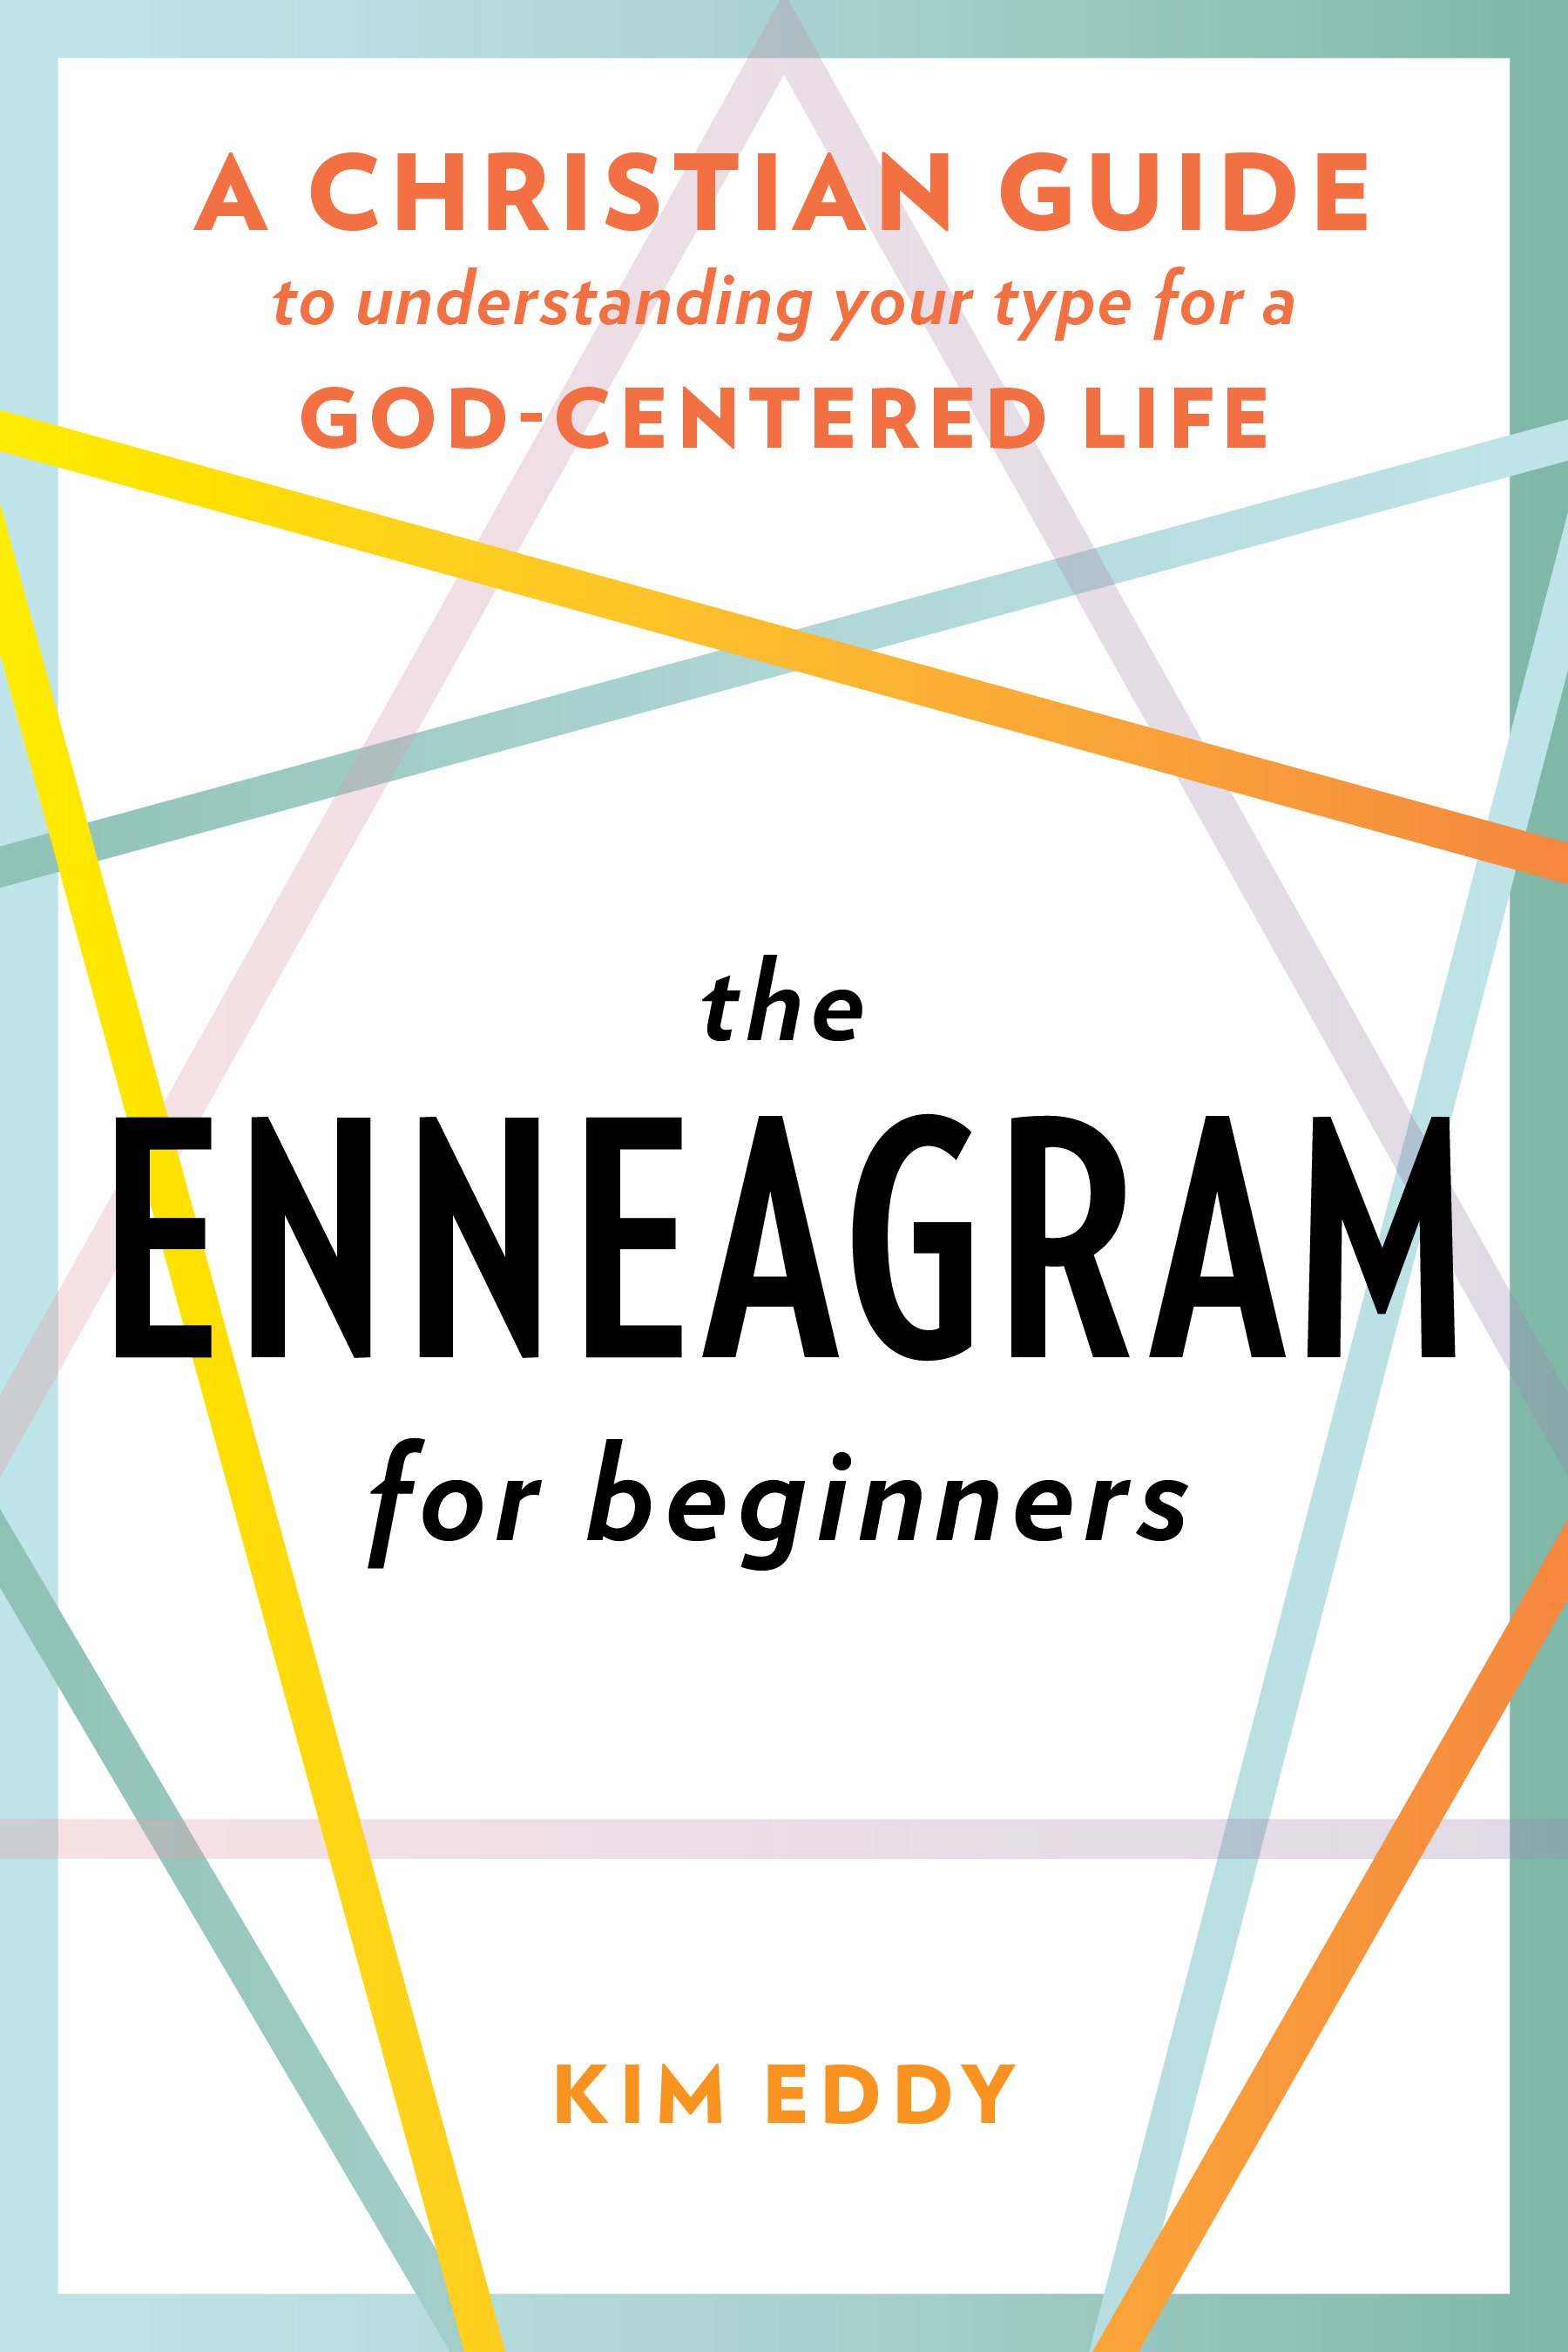 A CHRISTIAN GUIDE
to understanding your type for a
GOD-CENTERED LIFE
the
ENNEAGRAM
for beginners
KIM EDDY